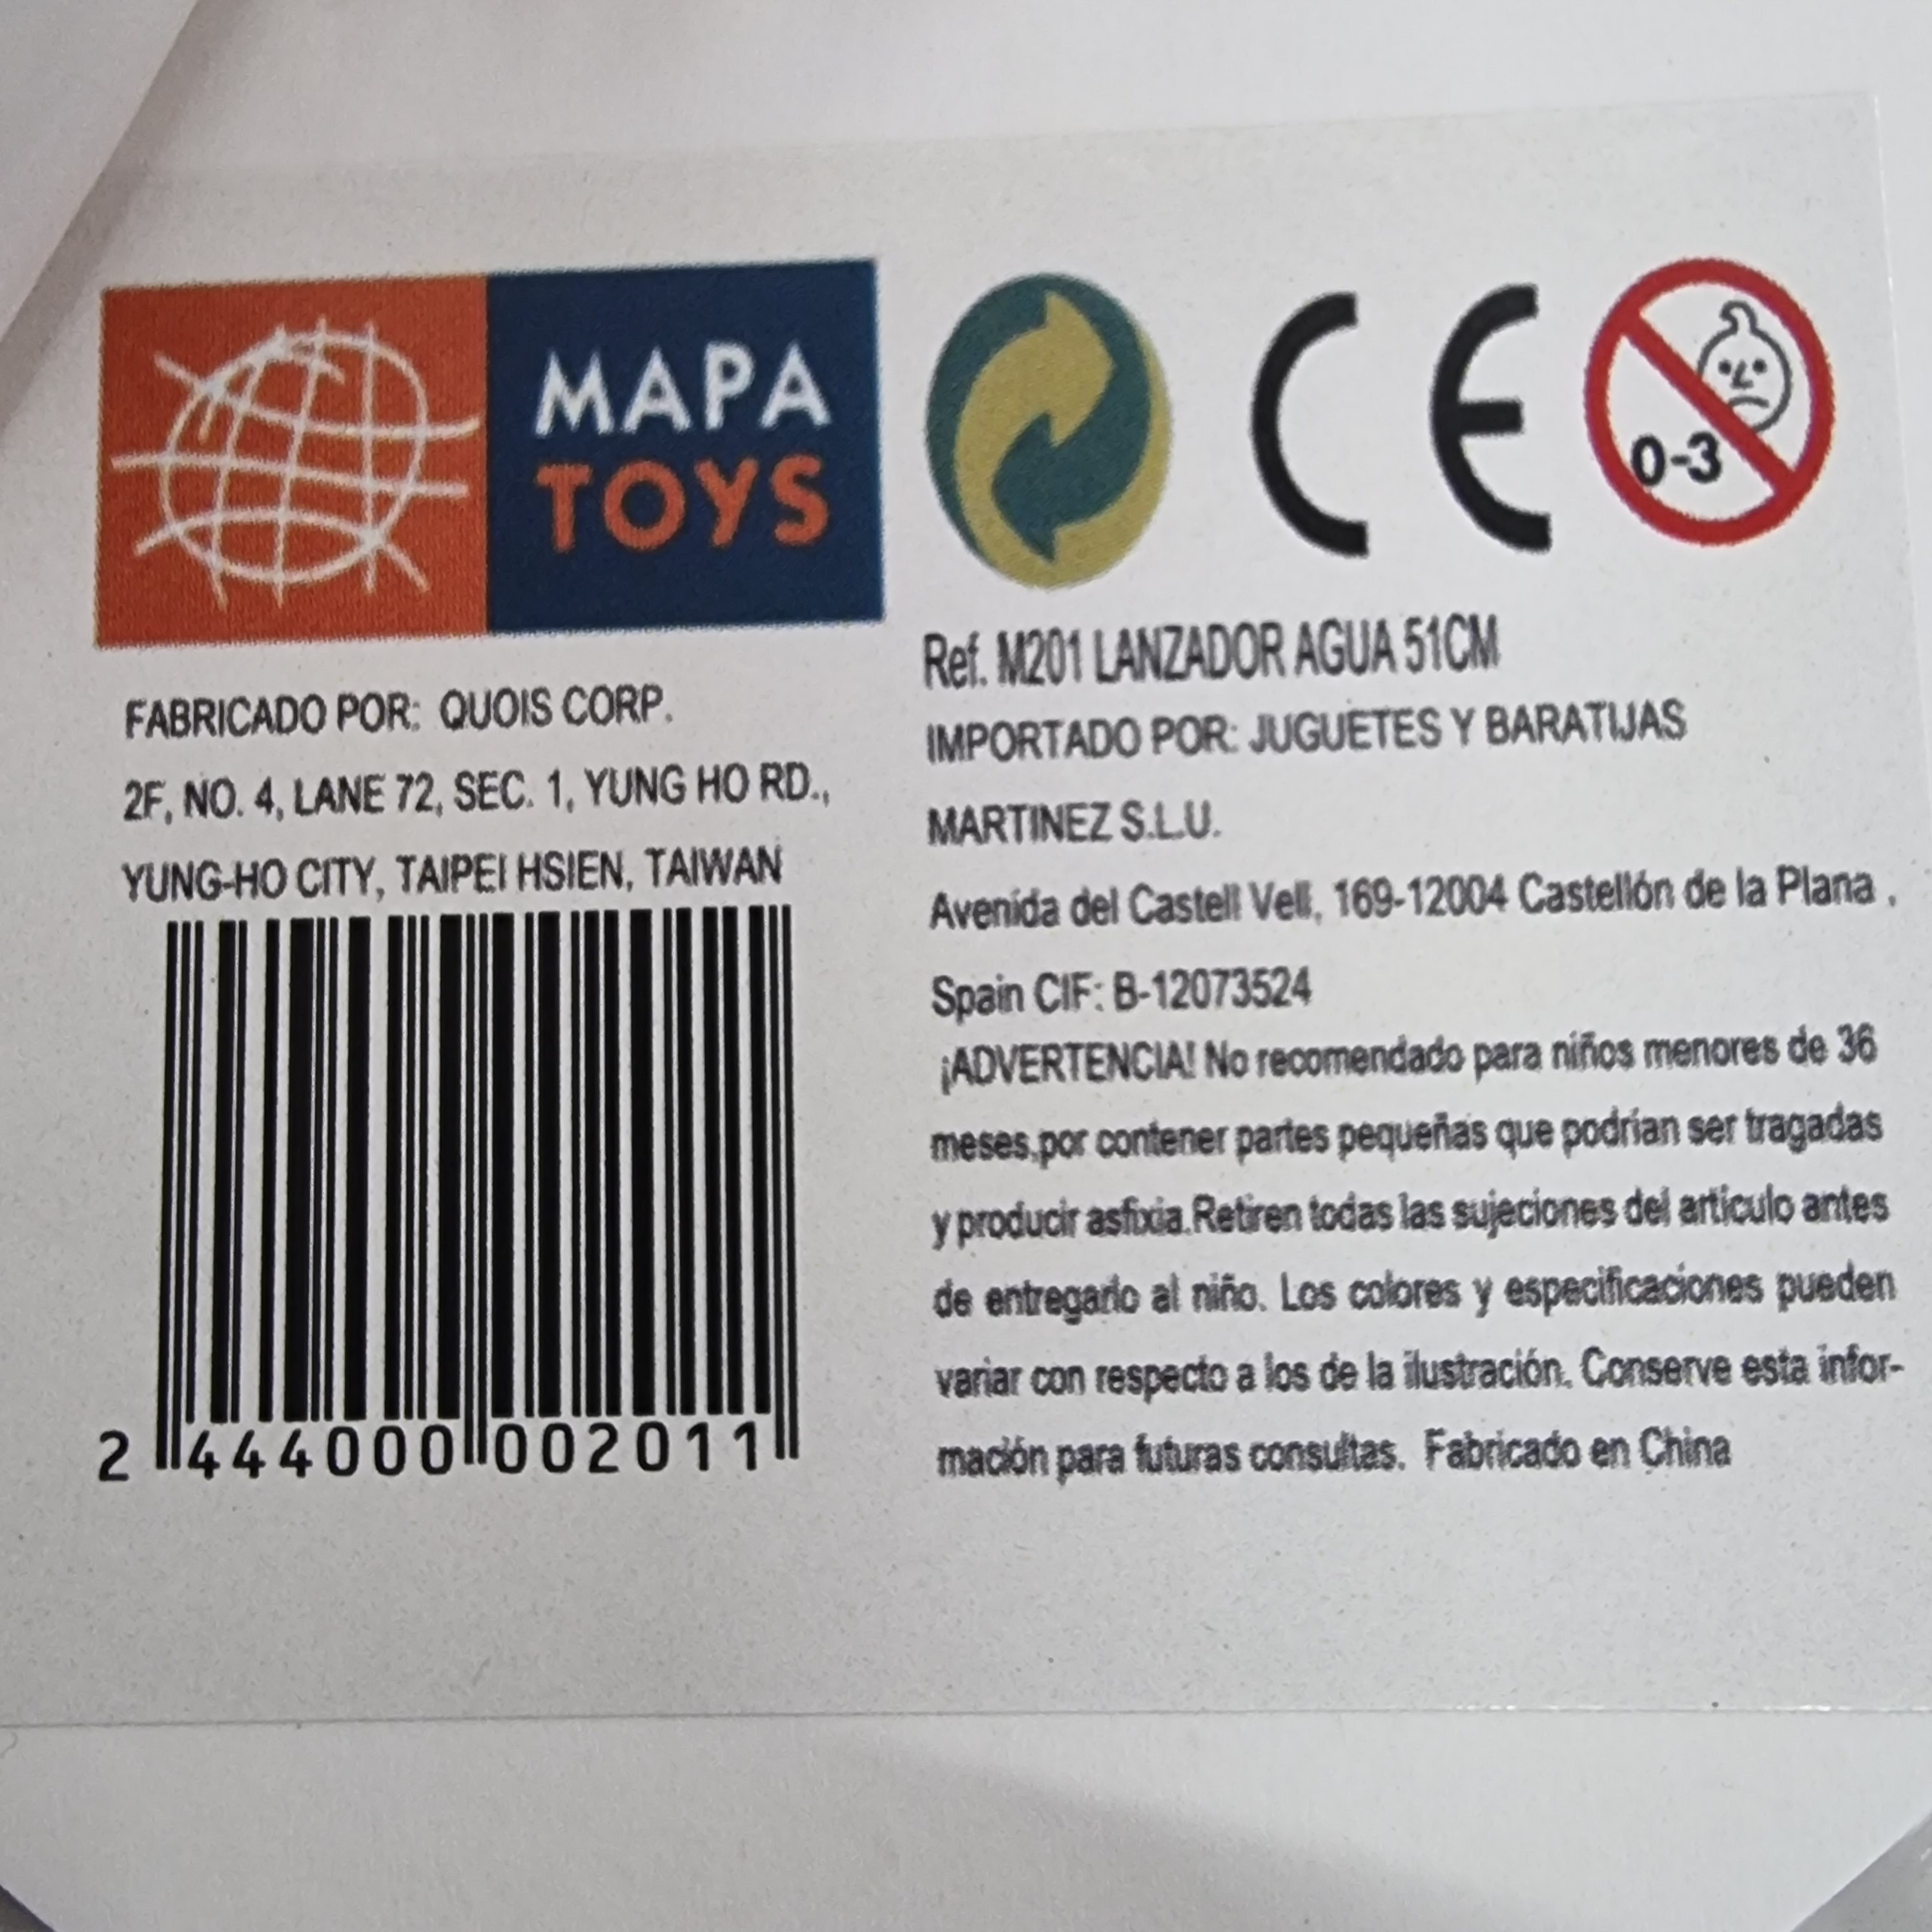 MAPA
TOYS
0-3
FABRICADO POR: QUOIS CORP.
2F, NO. 4, LANE 72, SEC. 1, YUNG HO RD.,
YUNG-HO CITY, TAIPEI HSIEN, TAIWAN
2 444000 002011
CE
Ref. M201 LANZADOR AGUA 51CM
IMPORTADO POR: JUGUETES Y BARATIJAS
MARTINEZ S.L.U.
Avenida del Castell Vell, 169-12004 Castellón de la Plana .
Spain CIF: B-12073524
¡ADVERTENCIA! No recomendado para niños menores de 36
meses,por contener partes pequeñas que podrían ser tragadas
y producir asfixia.Retiren todas las sujeciones del artículo antes
de entregarlo al niño. Los colores y especificaciones pueden
variar con respecto a los de la ilustración. Conserve esta infor-
mación para futuras consultas. Fabricado en China